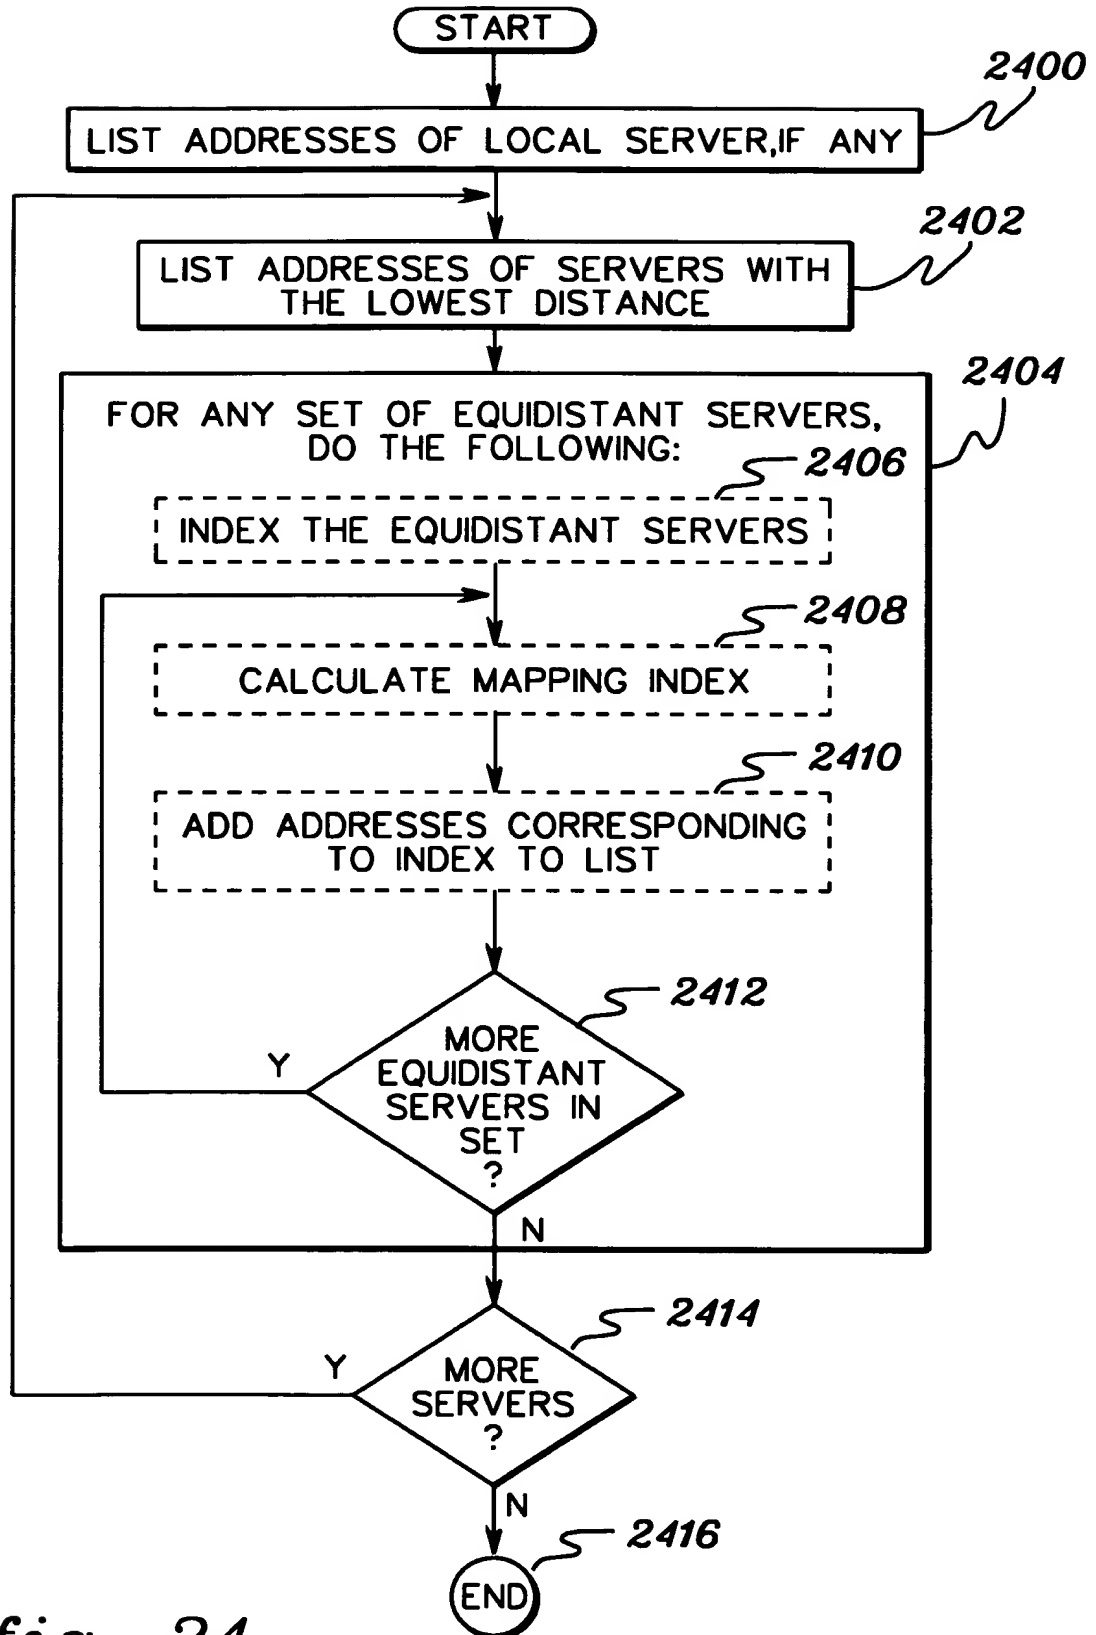 START
2400
LIST ADDRESSES OF LOCAL SERVER,IF ANY
2402
LIST ADDRESSES OF SERVERS WITH
THE LOWEST DISTANCE
2404
FOR ANY SET OF EQUIDISTANT SERVERS,
DO THE FOLLOWING:
2406
INDEX THE EQUIDISTANT SERVERS
2408
CALCULATE MAPPING INDEX
2410
ADD ADDRESSES CORRESPONDING
TO INDEX TO LIST
2412
MORE
EQUIDISTANT
SERVERS IN
SET
?
Y
N
2414
MORE
SERVERS
?
Y
N
2416
END
fig. 24